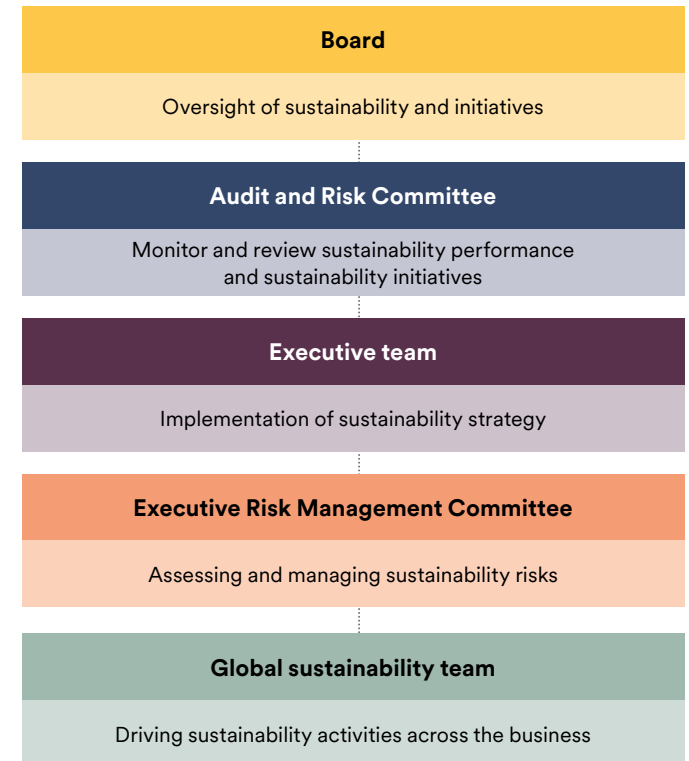 Board
Oversight of sustainability and initiatives
Audit and Risk Committee
Monitor and review sustainability performance
and sustainability initiatives
Executive team
Implementation of sustainability strategy
Executive Risk Management Committee
Assessing and managing sustainability risks
Global sustainability team
Driving sustainability activities across the business